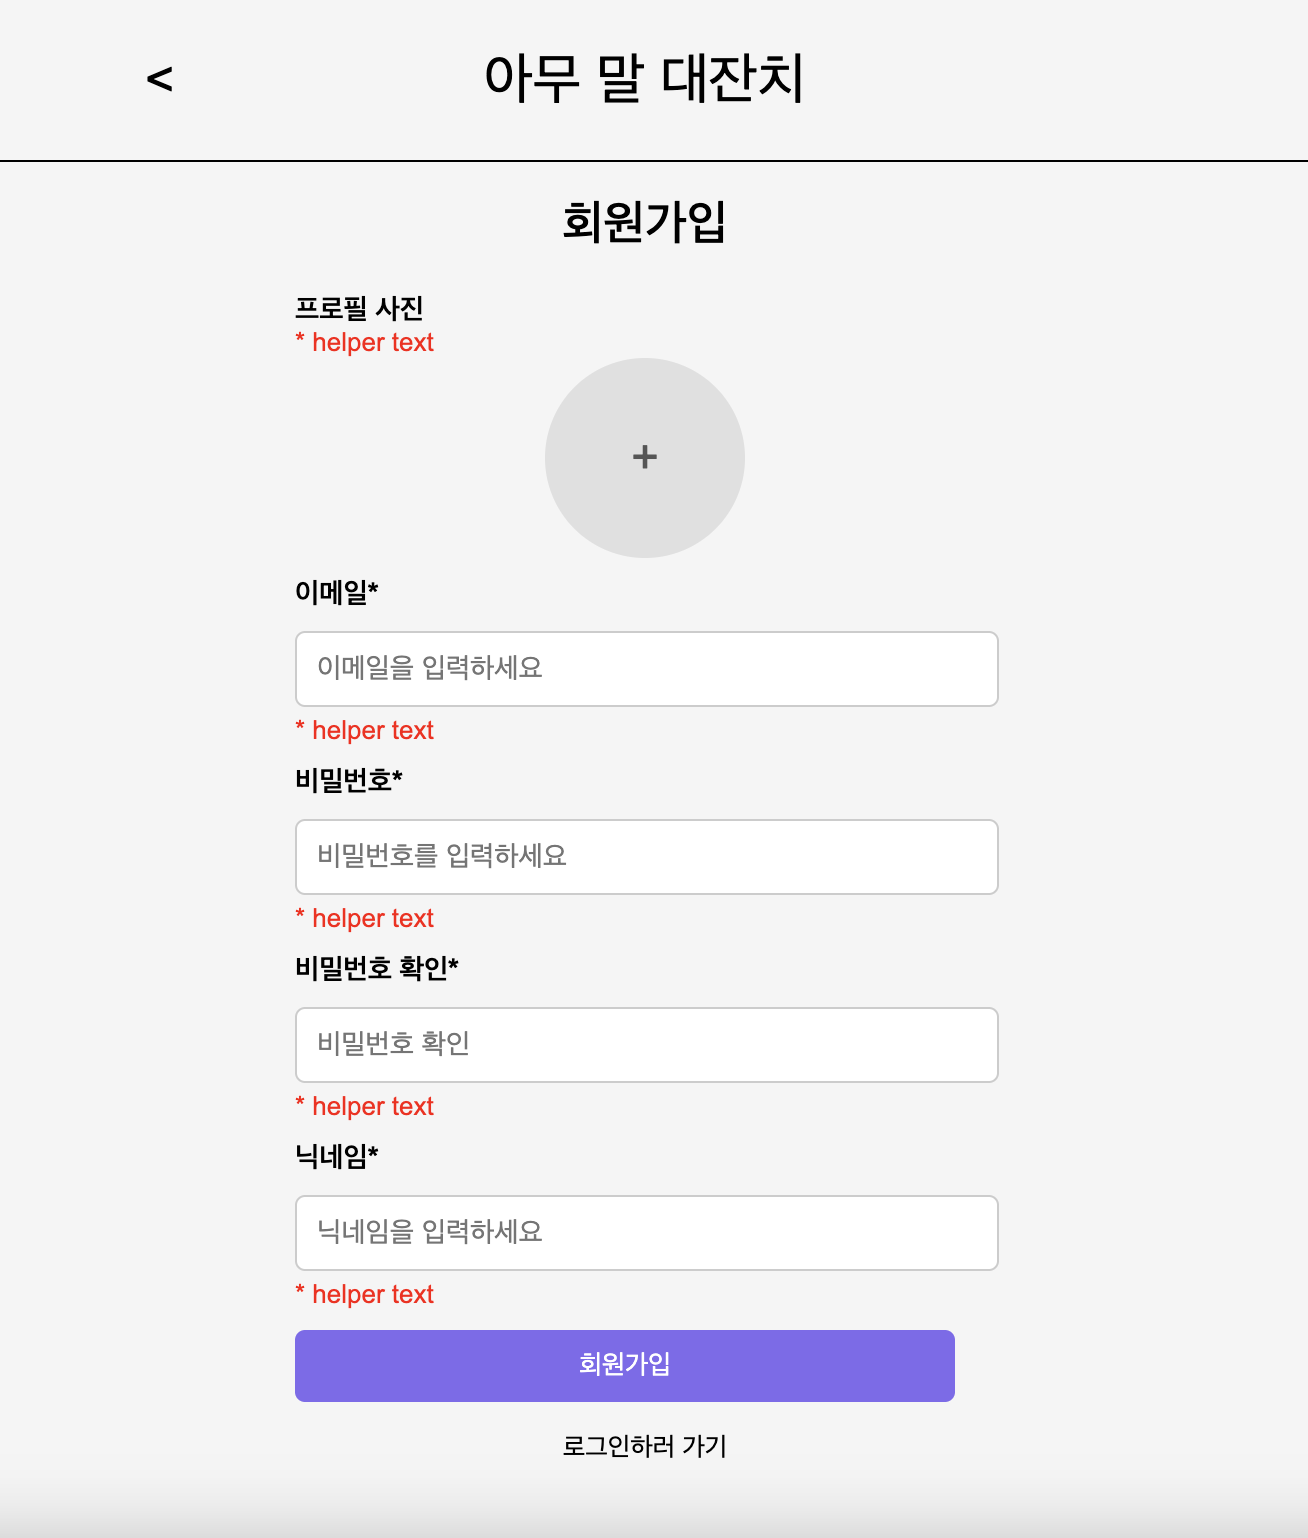 <
아무 말 대잔치
회원가입
프로필 사진
* helper text
+
이메일*
이메일을 입력하세요
* helper text
비밀번호*
비밀번호를 입력하세요
* helper text
비밀번호 확인*
비밀번호 확인
* helper text
닉네임*
닉네임을 입력하세요
* helper text
회원가입
로그인하러 가기